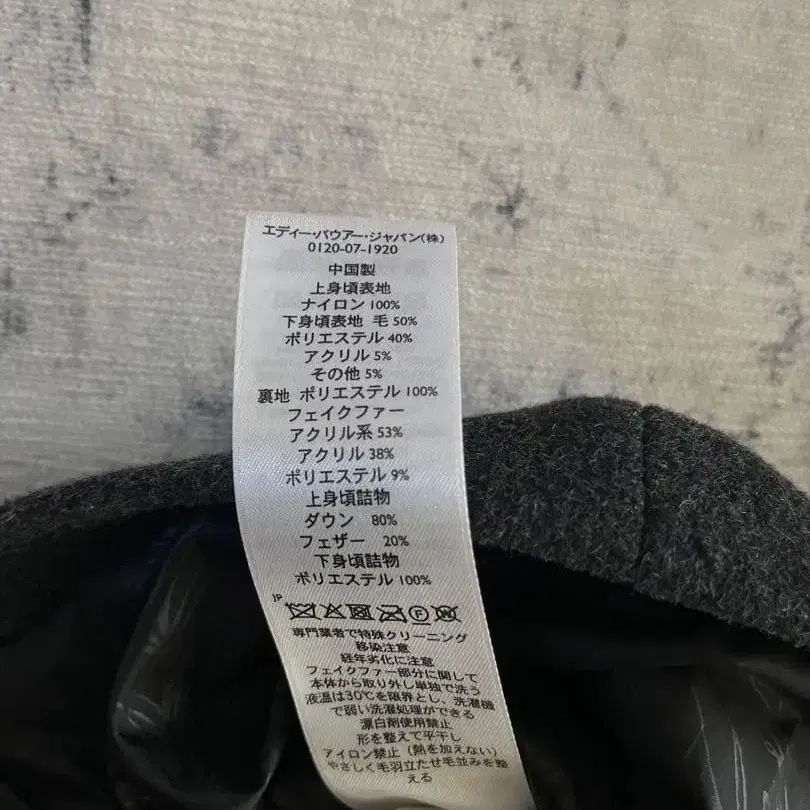 エディー・バウアー・ジャパン(株)
0120-07-1920
中国製
上身頃表地
ナイロン 100%
下身頃表地 毛 50%
ポリエステル 40%
アクリル 5%
その他 5%
裏地 ポリエステル 100%
フェイクファー
アクリル系 53%
アクリル 38%
ポリエステル 9%
上身頃詰物
ダウン 80%
フェザー 20%
下身頃詰物
ポリエステル 100%
JP
専門業者で特殊クリーニング
移染注意
経年劣化に注意
フェイクファー部分に関して
本体から取り外し単独で洗う
液温は30℃を限界とし、洗濯機
で弱い洗濯処理ができる
漂白剤使用禁止
形を整えて平干し
アイロン禁止（熱を加えない）
やさしく毛羽立たせ毛並みを整
える